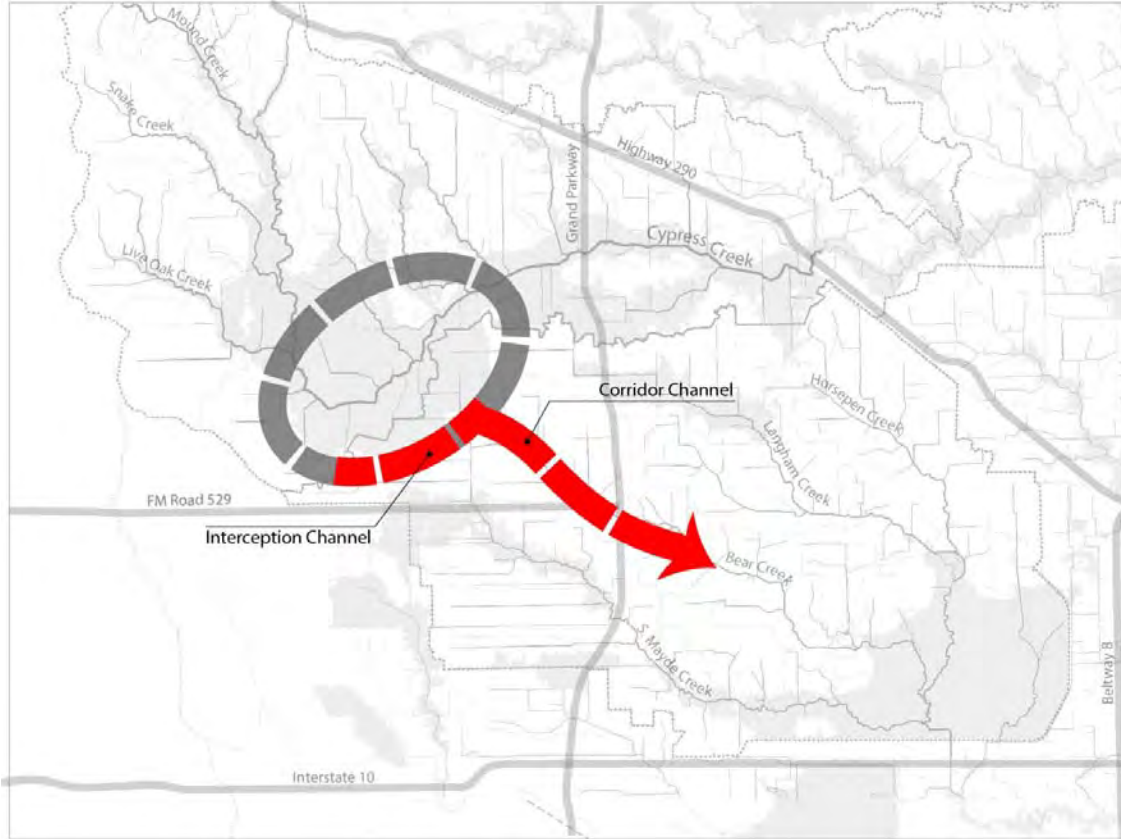 Mound Creek
Snake Creek
Highway 290
Grand Parkway
Cypress Creek
Live Oak Creek
Corridor Channel
Horsepen Creek
Langham Creek
FM Road 529
Interception Channel
Bear Creek
S Mayde Creek
Beltway 8
Interstate 10